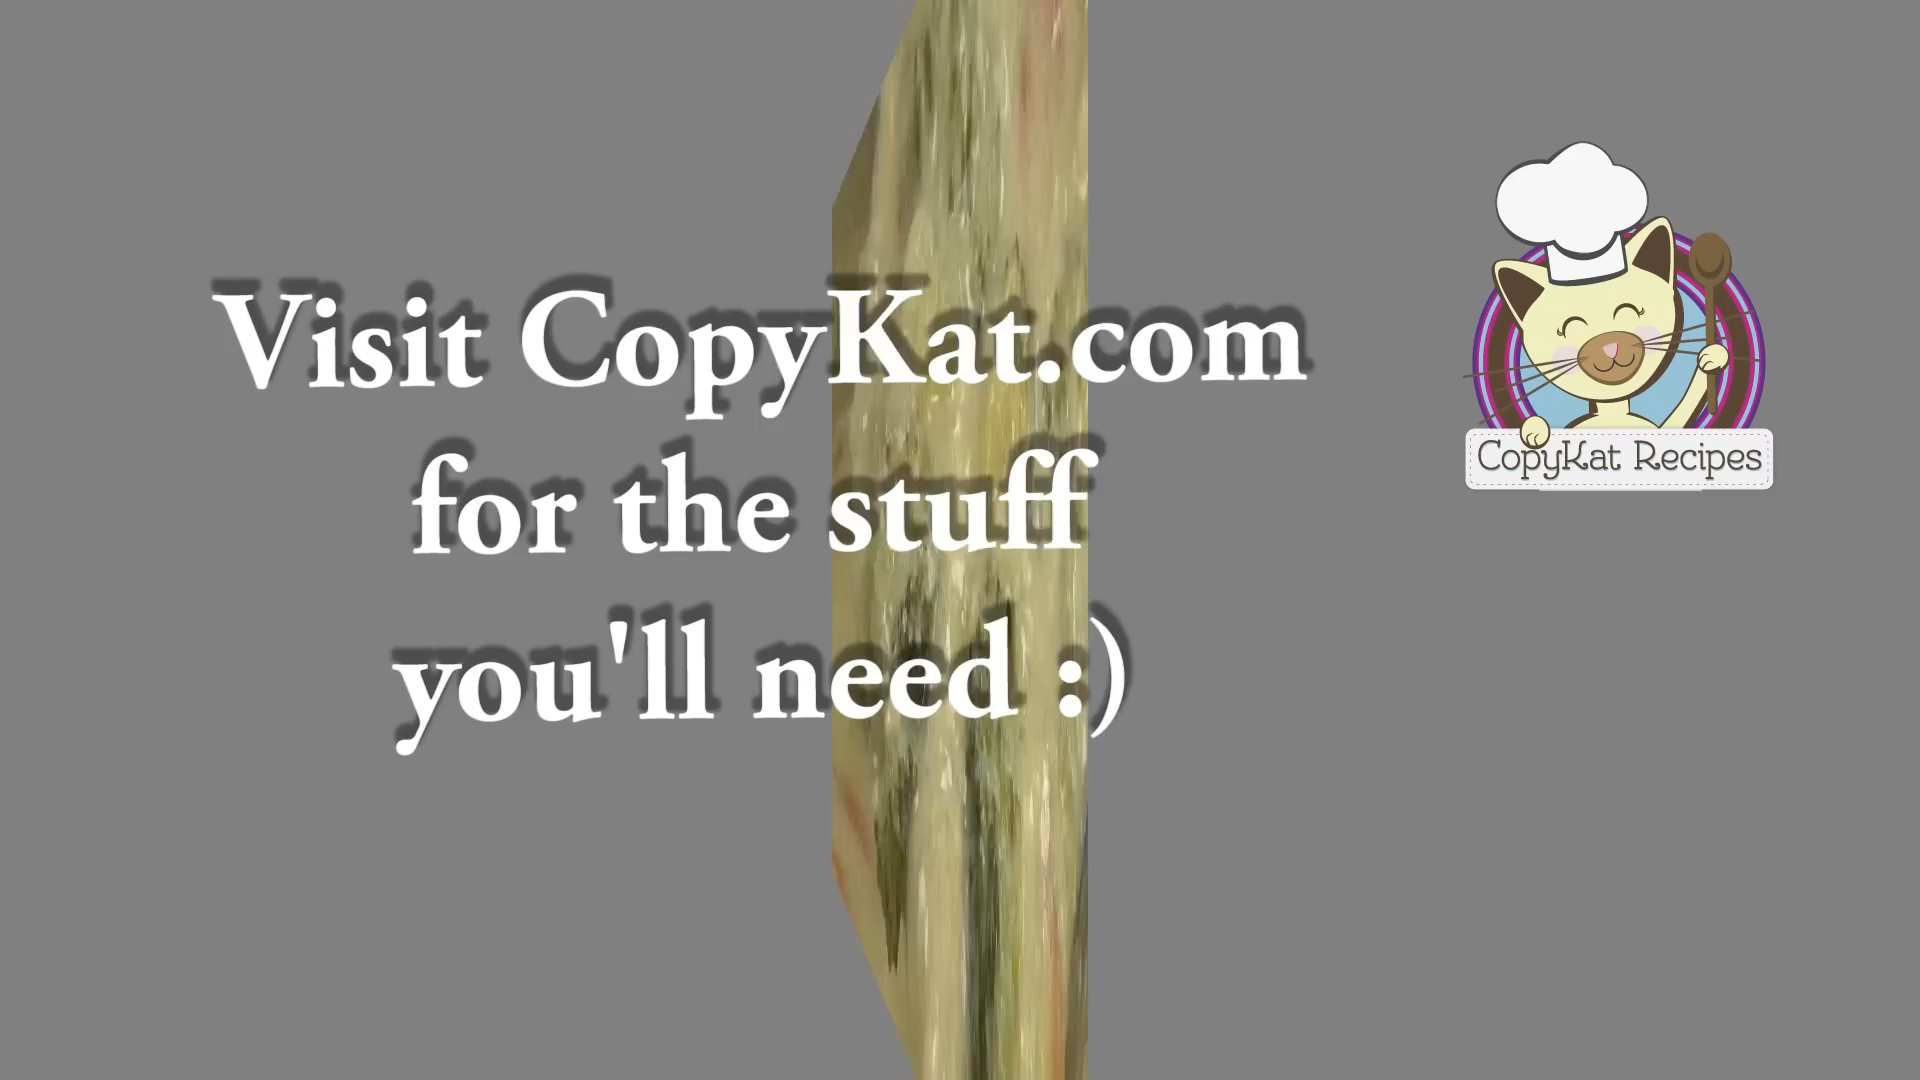 Visit CopyKat.com
for the stuff
you'll need :)
CopyKat Recipes